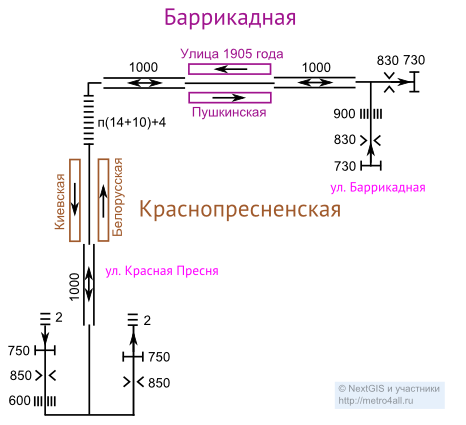 Баррикадная
Улица 1905 года
1000
1000
830
730
Пушкинская
900
п(14+10)+4
830
730
ул. Баррикадная
Киевская
Белорусская
Краснопресненская
ул. Красная Пресня
1000
2
2
750
750
850
850
600
© NextGIS и участники
http://metro4all.ru